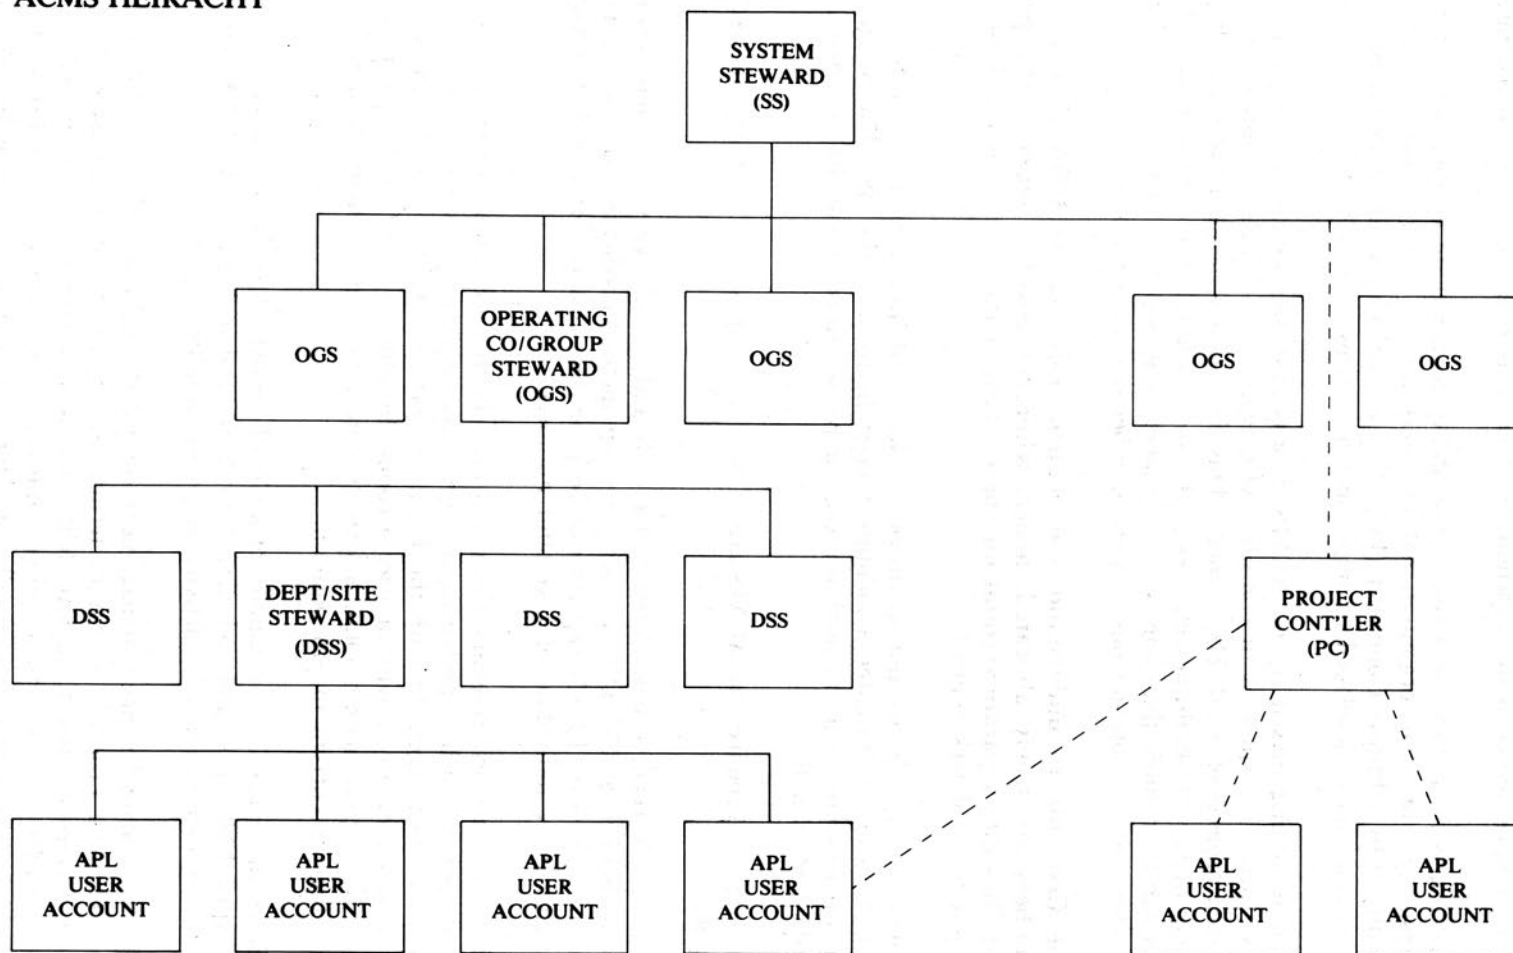 ACMS HEIRACHY
SYSTEM
STEWARD
(SS)
OGS
OPERATING
CO/GROUP
STEWARD
(OGS)
OGS
OGS
OGS
DSS
DEPT/SITE
STEWARD
(DSS)
DSS
DSS
PROJECT
CONT'LER
(PC)
APL
USER
ACCOUNT
APL
USER
ACCOUNT
APL
USER
ACCOUNT
APL
USER
ACCOUNT
APL
USER
ACCOUNT
APL
USER
ACCOUNT